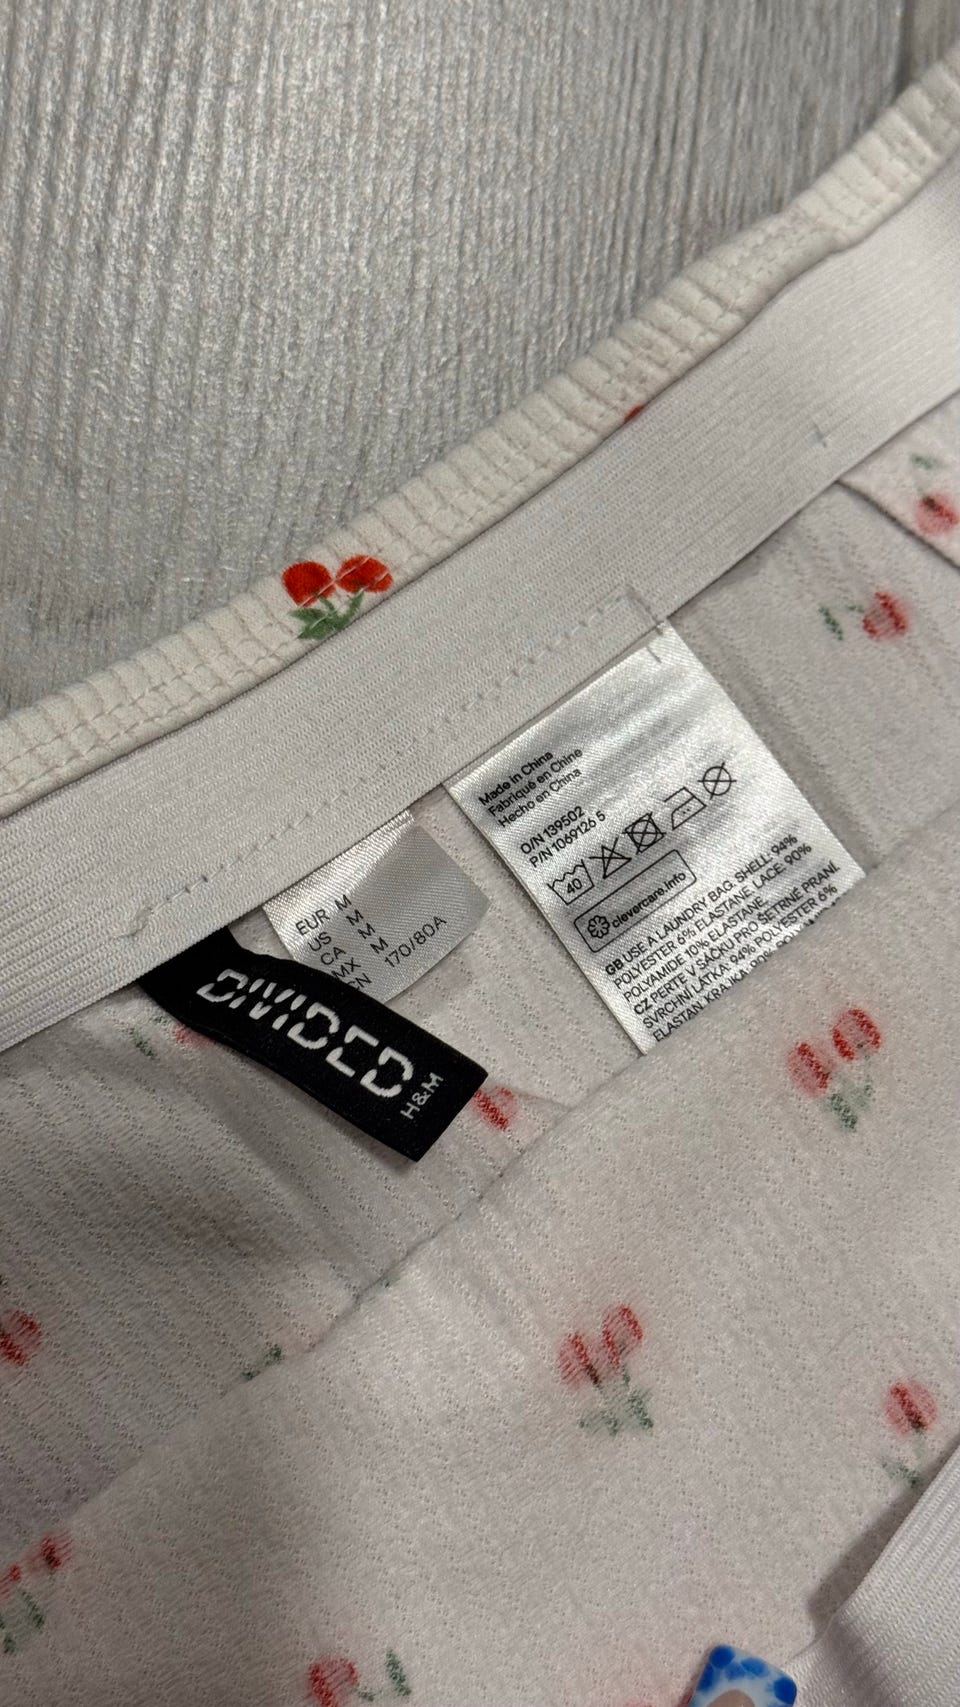 Made in China
Fabriqué en Chine
Hecho en China
O/N 139502
P/N 1069126 5
40
clevercare.info
GB USE A LAUNDRY BAG. SHELL: 94%
POLYESTER 6% ELASTANE. LACE: 90%
POLYAMIDE 10% ELASTANE.
CZ PERTE V SÁČKU PRO ŠETRNÉ PRANÍ.
SVRCHNÍ LÁTKA: 94% POLYESTER 6%
ELASTAN. KRAJKA: 90%
EUR M
US M
CA M
MX M
CN 170/80A
DIVIDED
H&M